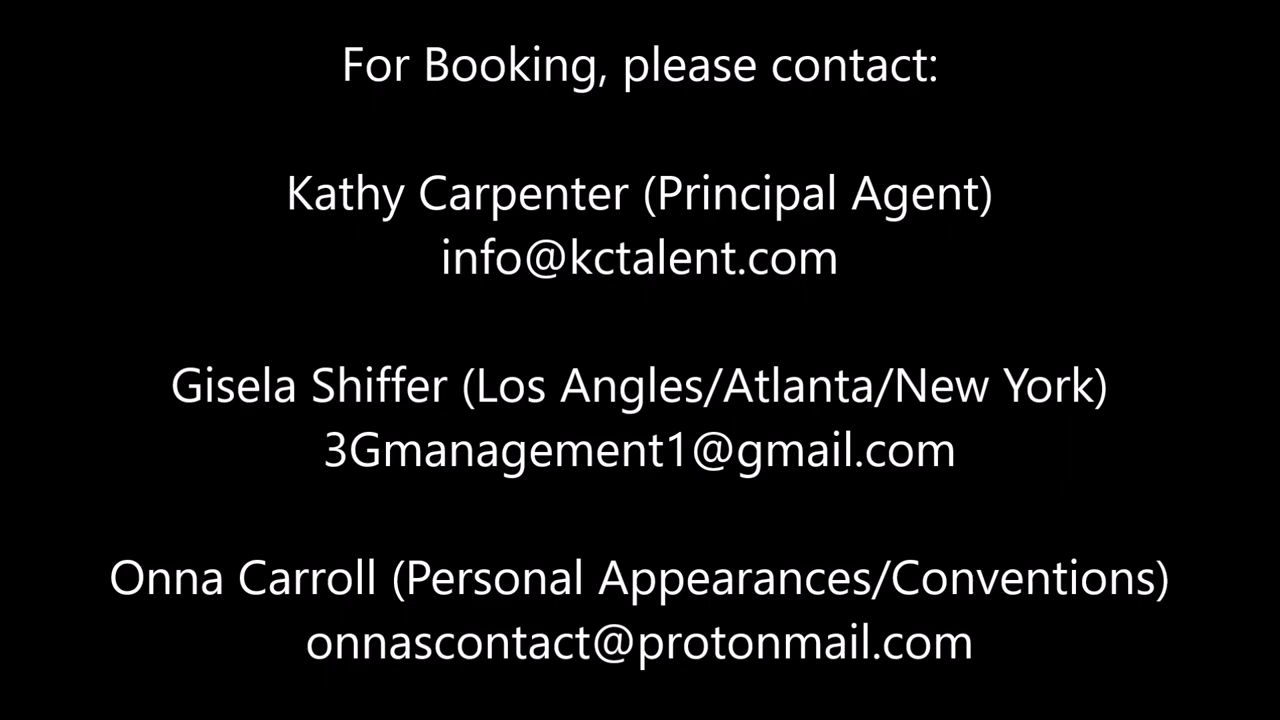 For Booking, please contact:
Kathy Carpenter (Principal Agent)
info@kctalent.com
Gisela Shiffer (Los Angles/Atlanta/New York)
3Gmanagement1@gmail.com
Onna Carroll (Personal Appearances/Conventions)
onnascontact@protonmail.com